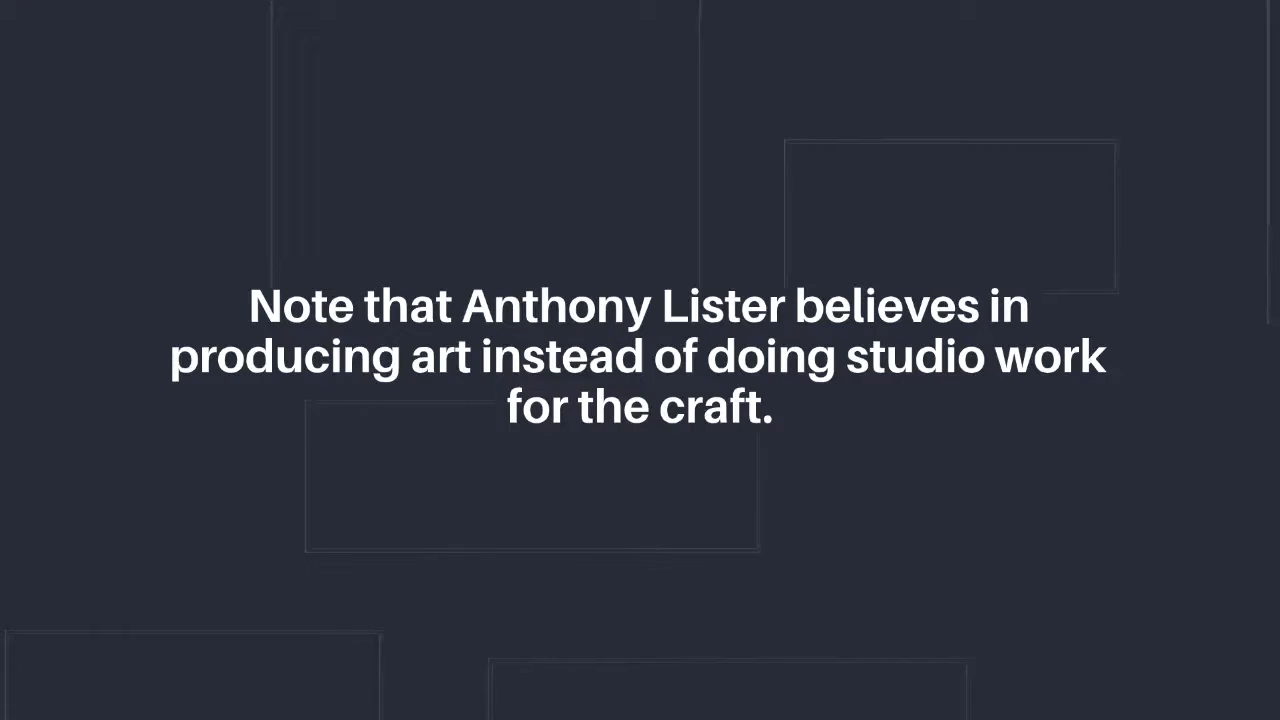 Note that Anthony Lister believes in
producing art instead of doing studio work
for the craft.